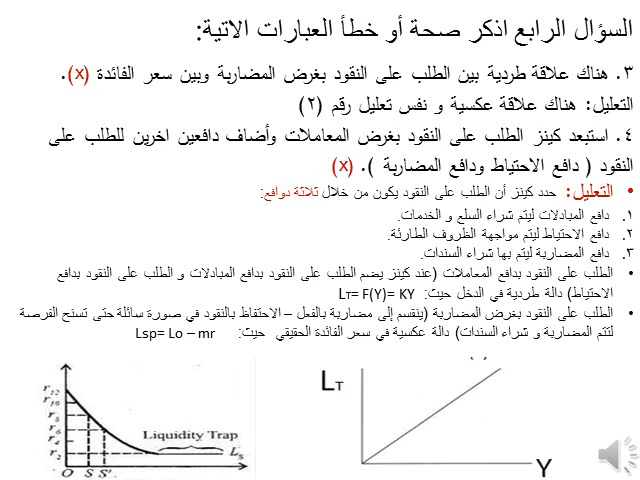 السؤال الرابع اذكر صحة أو خطأ العبارات الاتية:
٣. هناك علاقة طردية بين الطلب على النقود بغرض المضاربة وبين سعر الفائدة (x).
التعليل: هناك علاقة عكسية و نفس تعليل رقم (٢)
٤. استبعد كينز الطلب على النقود بغرض المعاملات وأضاف دافعين اخرين للطلب على
النقود ( دافع الاحتياط ودافع المضاربة ). (x)
• التعليل: حدد كينز أن الطلب على النقود يكون من خلال ثلاثة دوافع:
١. دافع المبادلات ليتم شراء السلع و الخدمات.
٢. دافع الاحتياط ليتم مواجهة الظروف الطارئة.
٣. دافع المضاربة ليتم بها شراء السندات.
• الطلب على النقود بدافع المعاملات (عند كينز يضم الطلب على النقود بدافع المبادلات و الطلب على النقود بدافع
الاحتياط) دالة طردية في الدخل حيث: LT= F(Y)= KY
• الطلب على النقود بغرض المضاربة (ينقسم إلى مضاربة بالفعل – الاحتفاظ بالنقود في صورة سائلة حتى تسنح الفرصة
لتتم المضاربة و شراء السندات) دالة عكسية في سعر الفائدة الحقيقي حيث: Lsp= Lo – mr
r12
r10
r5
r6
r4
r2
Liquidity Trap
Ls
O S S'
LT
Y